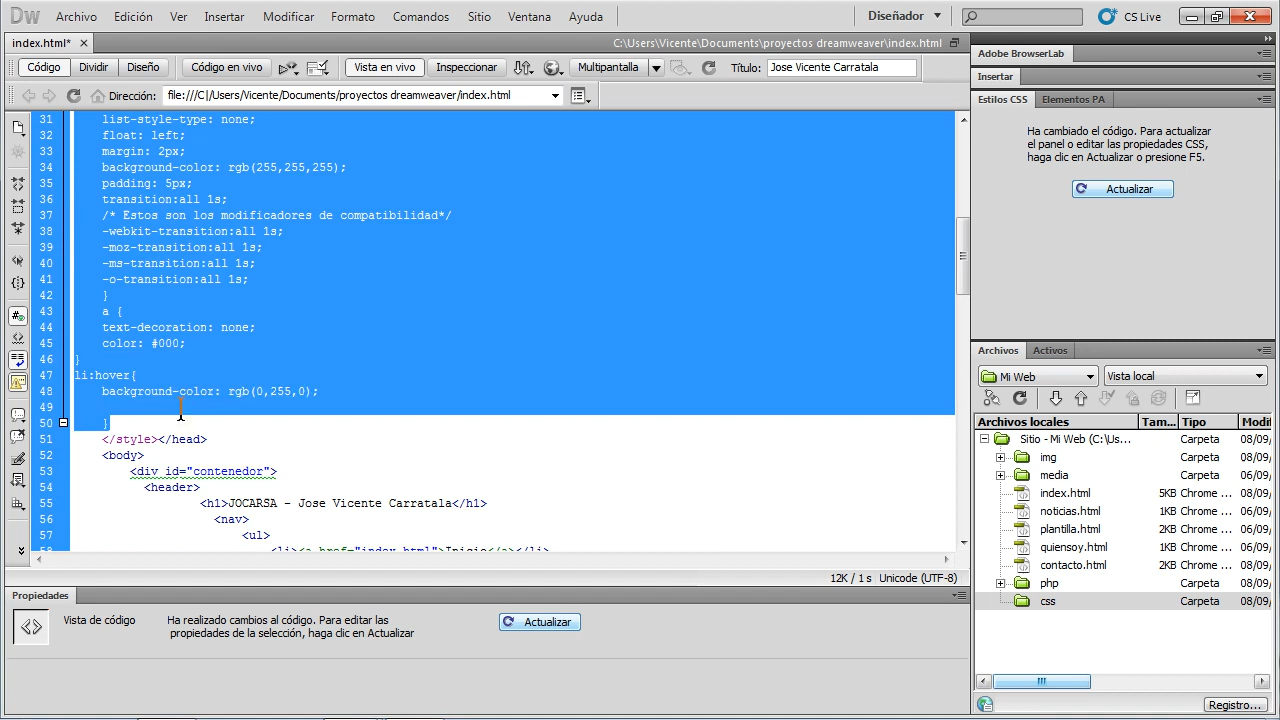 Dw Archivo Edición Ver Insertar Modificar Formato Comandos Sitio Ventana Ayuda Diseñador CS Live
index.html* C:\Users\Vicente\Documents\proyectos dreamweaver\index.html
Código Dividir Diseño Código en vivo Vista en vivo Inspeccionar Multipantalla Título: Jose Vicente Carratala
Dirección: file:///C|/Users/Vicente/Documents/proyectos dreamweaver/index.html
31 list-style-type: none;
32 float: left;
33 margin: 2px;
34 background-color: rgb(255,255,255);
35 padding: 5px;
36 transition:all 1s;
37 /* Estos son los modificadores de compatibilidad*/
38 -webkit-transition:all 1s;
39 -moz-transition:all 1s;
40 -ms-transition:all 1s;
41 -o-transition:all 1s;
42 }
43 a {
44 text-decoration: none;
45 color: #000;
46 }
47 li:hover{
48 background-color: rgb(0,255,0);
49
50 }
51 </style></head>
52 <body>
53 <div id="contenedor">
54 <header>
55 <h1>JOCARSA - Jose Vicente Carratala</h1>
56 <nav>
57 <ul>
58 <li><a href="index.html">Inicio</a></li>
12K / 1 s Unicode (UTF-8)
Propiedades
Vista de código
Ha realizado cambios al código. Para editar las
propiedades de la selección, haga clic en Actualizar
Actualizar
Adobe BrowserLab
Insertar
Estilos CSS Elementos PA
Ha cambiado el código. Para actualizar
el panel o editar las propiedades CSS,
haga clic en Actualizar o presione F5.
Actualizar
Archivos Activos
Mi Web Vista local
Archivos locales Tam... Tipo Modifi
Sitio - Mi Web (C:\Us... Carpeta 08/09/
img Carpeta 08/09/
media Carpeta 06/09/
index.html 5KB Chrome ... 08/09/
noticias.html 1KB Chrome ... 06/09/
plantilla.html 2KB Chrome ... 06/09/
quiensoy.html 1KB Chrome ... 06/09/
contacto.html 2KB Chrome ... 08/09/
php Carpeta 08/09/
css Carpeta 08/09/
Registro...